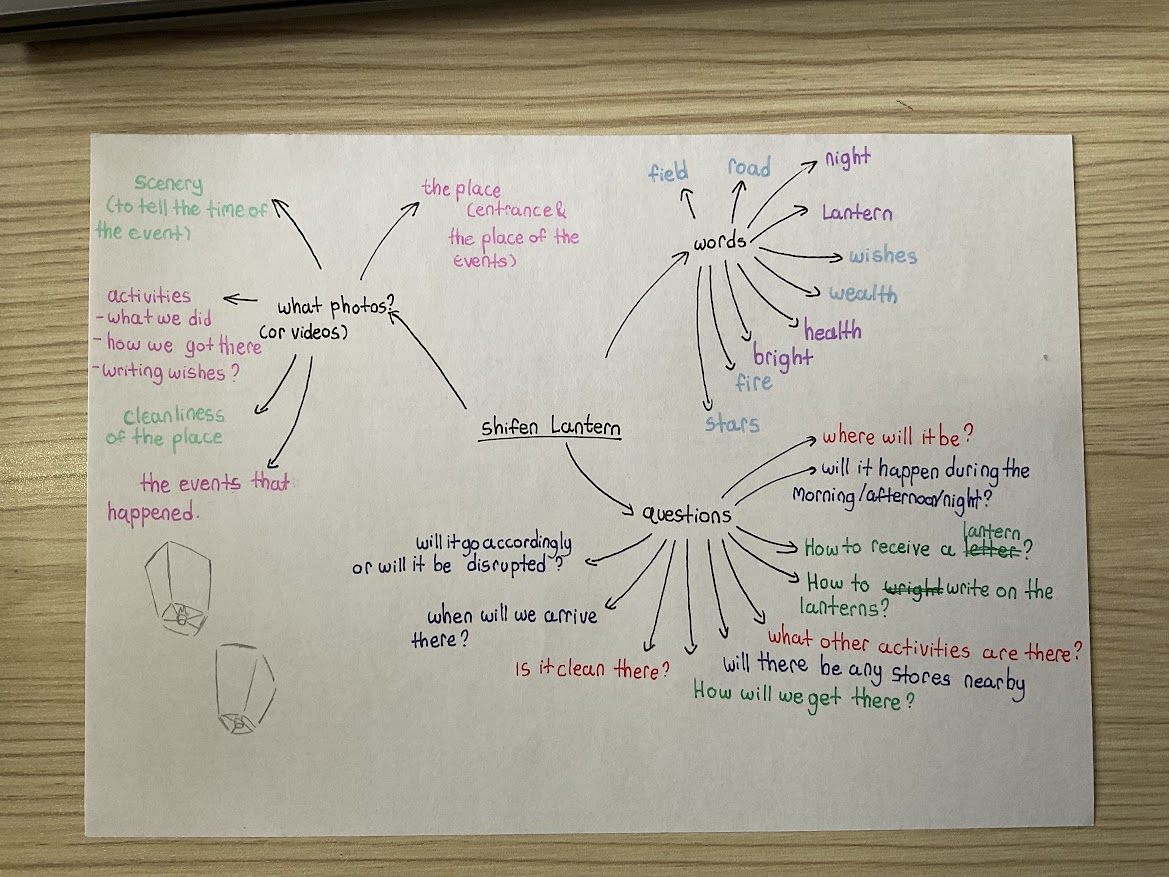 scenery
(to tell the time of
the event)
the place
(entrance &
the place of the
events)
activities
- what we did
- how we got there
- writing wishes?
what photos?
(or videos)
cleanliness
of the place
the events that
happened.
field
road
night
Lantern
words
wishes
wealth
health
bright
fire
stars
shifen Lantern
questions
where will it be?
will it happen during the
Morning/afternoon/night?
lantern
How to receive a letter?
How to wright write on the
lanterns?
what other activities are there?
will there be any stores nearby
How will we get there?
Is it clean there?
when will we arrive
there?
will it go accordingly
or will it be disrupted?